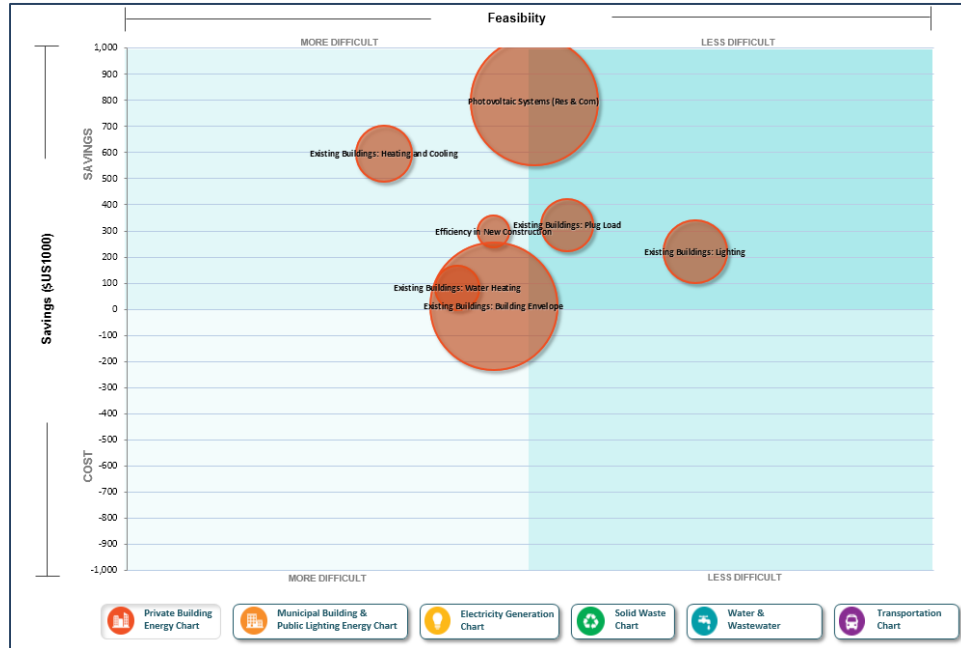 Feasibiity
MORE DIFFICULT
LESS DIFFICULT
Savings ($US1000)
SAVINGS
COST
1,000
900
800
700
600
500
400
300
200
100
0
-100
-200
-300
-400
-500
-600
-700
-800
-900
-1,000
Photovoltaic Systems (Res & Com)
Existing Buildings: Heating and Cooling
Existing Buildings: Plug Load
Efficiency in New Construction
Existing Buildings: Lighting
Existing Buildings: Water Heating
Existing Buildings: Building Envelope
MORE DIFFICULT
LESS DIFFICULT
Private Building
Energy Chart
Municipal Building &
Public Lighting Energy Chart
Electricity Generation
Chart
Solid Waste
Chart
Water &
Wastewater
Transportation
Chart